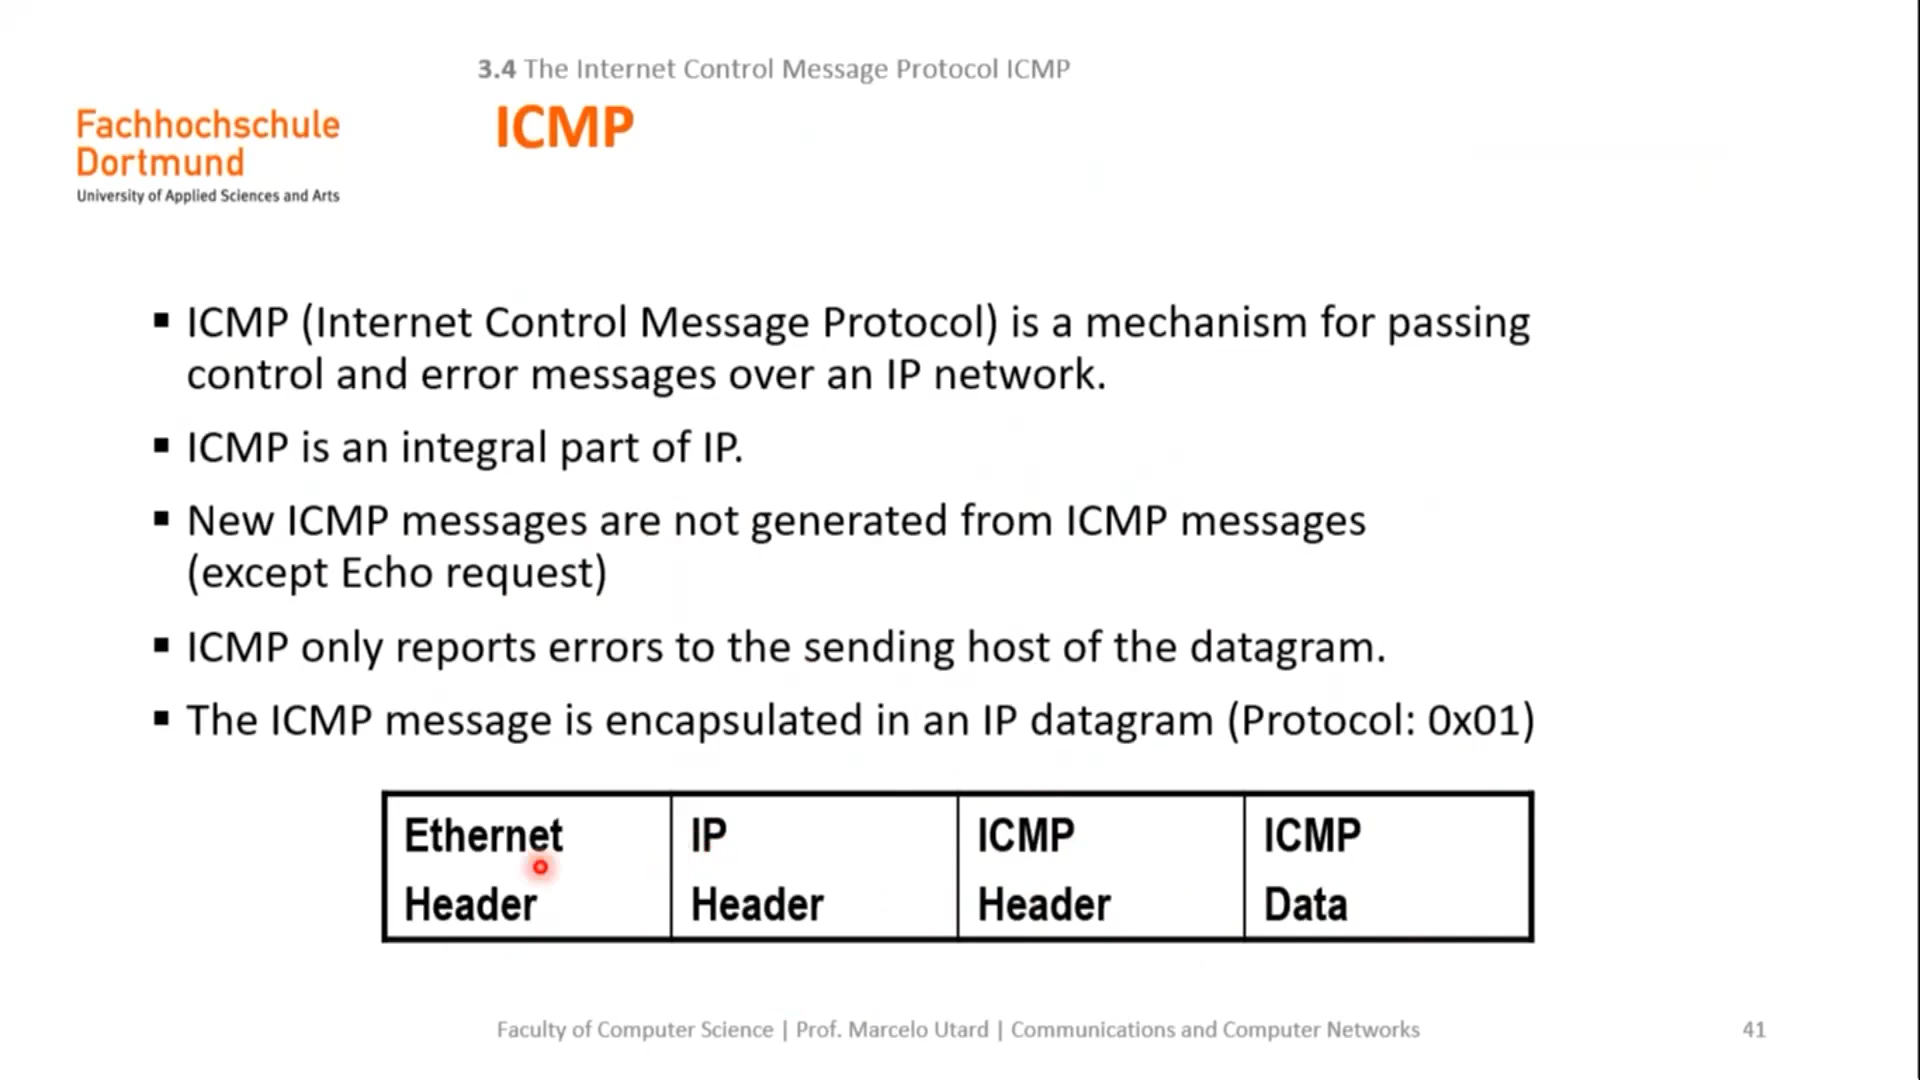 3.4 The Internet Control Message Protocol ICMP
Fachhochschule
Dortmund
University of Applied Sciences and Arts
ICMP
▪ ICMP (Internet Control Message Protocol) is a mechanism for passing
control and error messages over an IP network.
▪ ICMP is an integral part of IP.
▪ New ICMP messages are not generated from ICMP messages
(except Echo request)
▪ ICMP only reports errors to the sending host of the datagram.
▪ The ICMP message is encapsulated in an IP datagram (Protocol: 0x01)
Ethernet
Header
IP
Header
ICMP
Header
ICMP
Data
Faculty of Computer Science | Prof. Marcelo Utard | Communications and Computer Networks
41